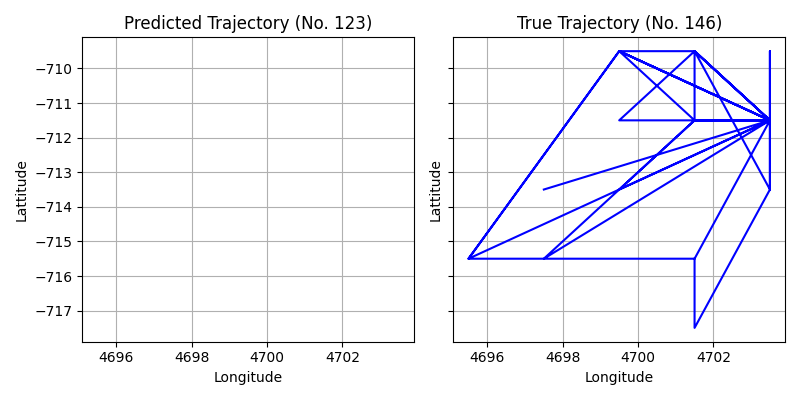 Predicted Trajectory (No. 123)
True Trajectory (No. 146)
Lattitude
−710
−711
−712
−713
−714
−715
−716
−717
4696
4698
4700
4702
Longitude
Lattitude
4696
4698
4700
4702
Longitude